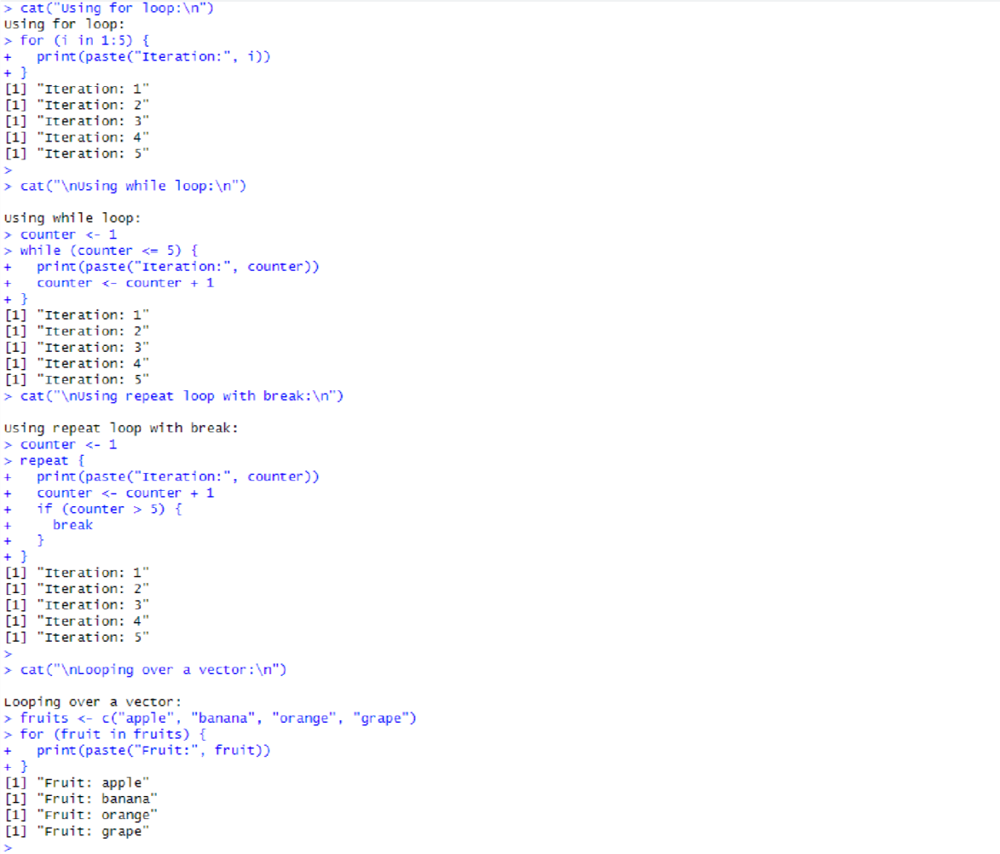 > cat("Using for loop:\n")
Using for loop:
> for (i in 1:5) {
+   print(paste("Iteration:", i))
+ }
[1] "Iteration: 1"
[1] "Iteration: 2"
[1] "Iteration: 3"
[1] "Iteration: 4"
[1] "Iteration: 5"
>
> cat("\nUsing while loop:\n")

Using while loop:
> counter <- 1
> while (counter <= 5) {
+   print(paste("Iteration:", counter))
+   counter <- counter + 1
+ }
[1] "Iteration: 1"
[1] "Iteration: 2"
[1] "Iteration: 3"
[1] "Iteration: 4"
[1] "Iteration: 5"
> cat("\nUsing repeat loop with break:\n")

Using repeat loop with break:
> counter <- 1
> repeat {
+   print(paste("Iteration:", counter))
+   counter <- counter + 1
+   if (counter > 5) {
+     break
+   }
+ }
[1] "Iteration: 1"
[1] "Iteration: 2"
[1] "Iteration: 3"
[1] "Iteration: 4"
[1] "Iteration: 5"
>
> cat("\nLooping over a vector:\n")

Looping over a vector:
> fruits <- c("apple", "banana", "orange", "grape")
> for (fruit in fruits) {
+   print(paste("Fruit:", fruit))
+ }
[1] "Fruit: apple"
[1] "Fruit: banana"
[1] "Fruit: orange"
[1] "Fruit: grape"
>